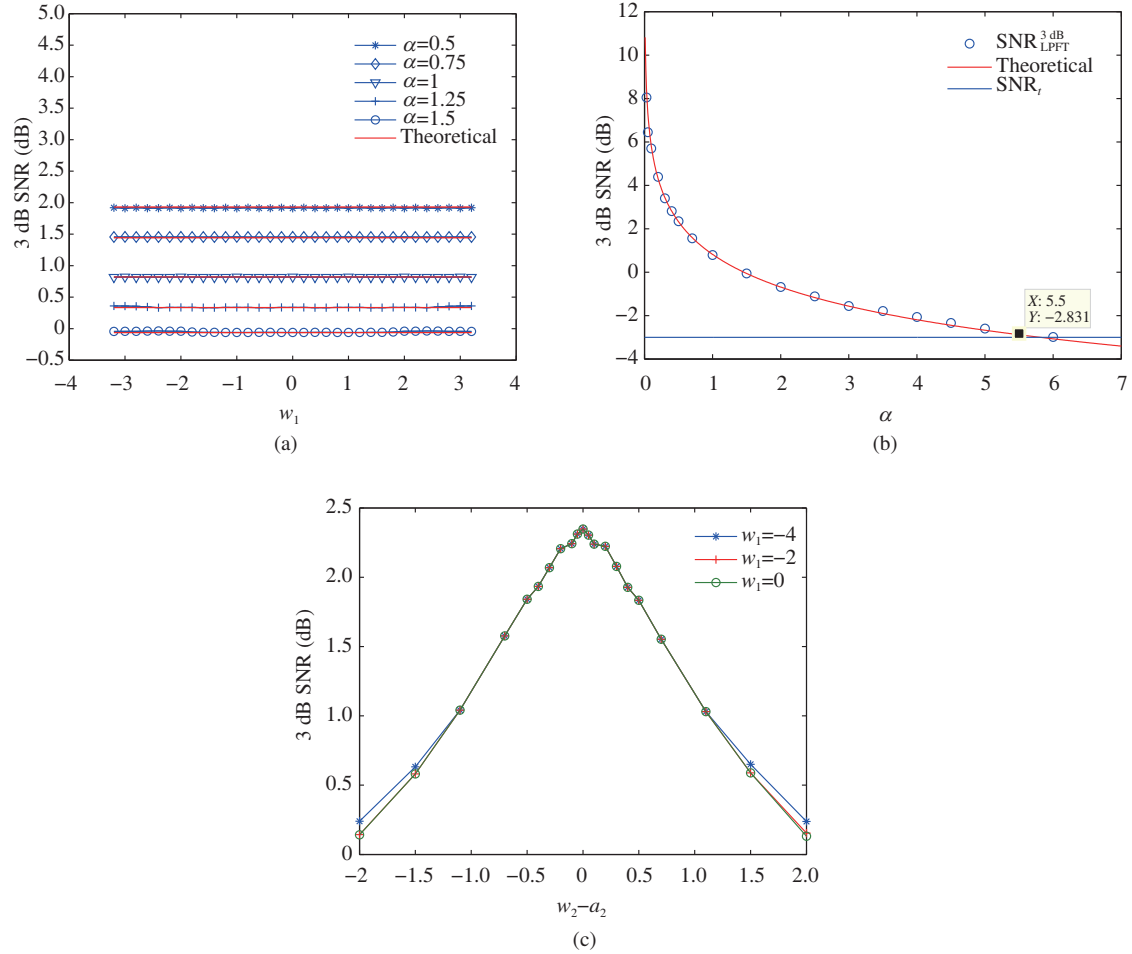 5.0
4.5
4.0
3.5
3.0
2.5
2.0
1.5
1.0
0.5
0
−0.5
3 dB SNR (dB)
α=0.5
α=0.75
α=1
α=1.25
α=1.5
Theoretical
−4 −3 −2 −1 0 1 2 3 4
w1
(a)
12
10
8
6
4
2
0
−2
−4
3 dB SNR (dB)
SNR 3 dB LPFT
Theoretical
SNRt
X: 5.5
Y: −2.831
0 1 2 3 4 5 6 7
α
(b)
2.5
2.0
1.5
1.0
0.5
0
3 dB SNR (dB)
w1=−4
w1=−2
w1=0
−2 −1.5 −1.0 −0.5 0 0.5 1.0 1.5 2.0
w2−a2
(c)